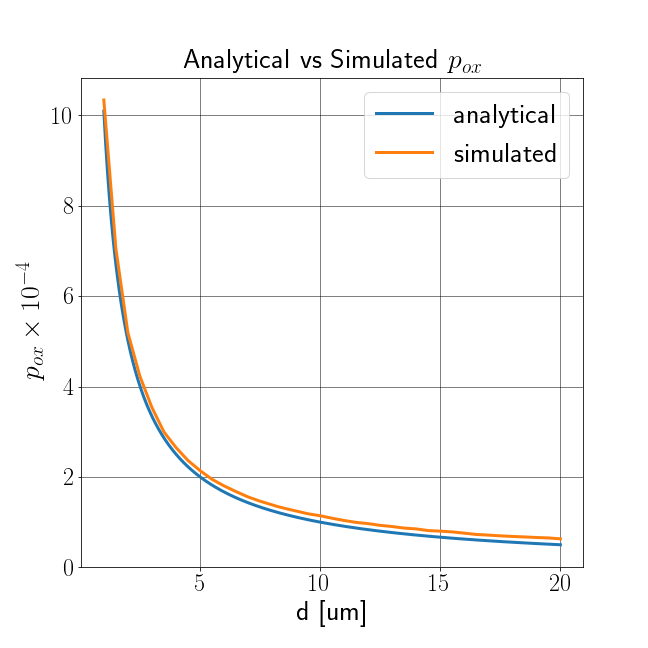 Analytical vs Simulated p_{ox}
analytical
simulated
p_{ox} × 10^{-4}
10
8
6
4
2
0
5 10 15 20
d [um]